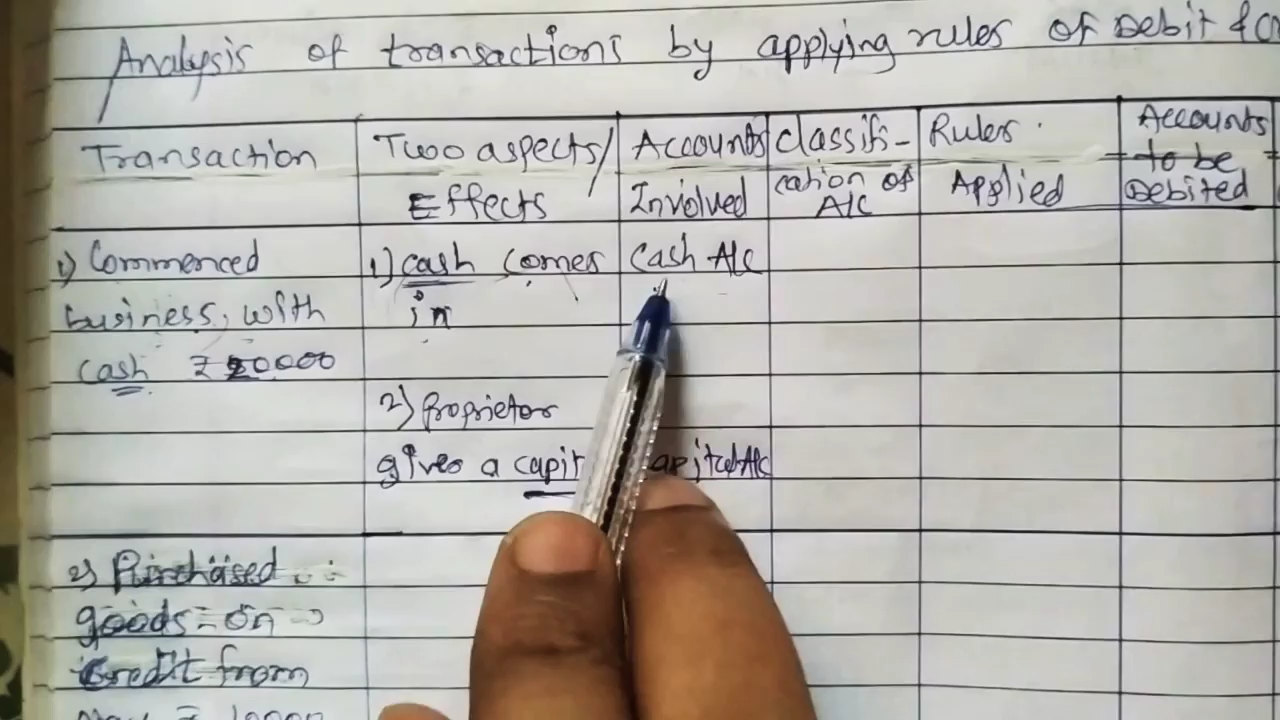 Analysis of transactions by applying rules of Debit &
Transaction
Two aspects/
Effects
Accounts
Involved
Classifi-
cation of
A/C
Rules
Applied
Accounts
to be
Debited
1) Commenced
business, with
cash ₹ 20000
1) cash comes
in
Cash A/c
2) Proprietor
gives a capit
apital A/c
2) Purchased
goods on
Credit from